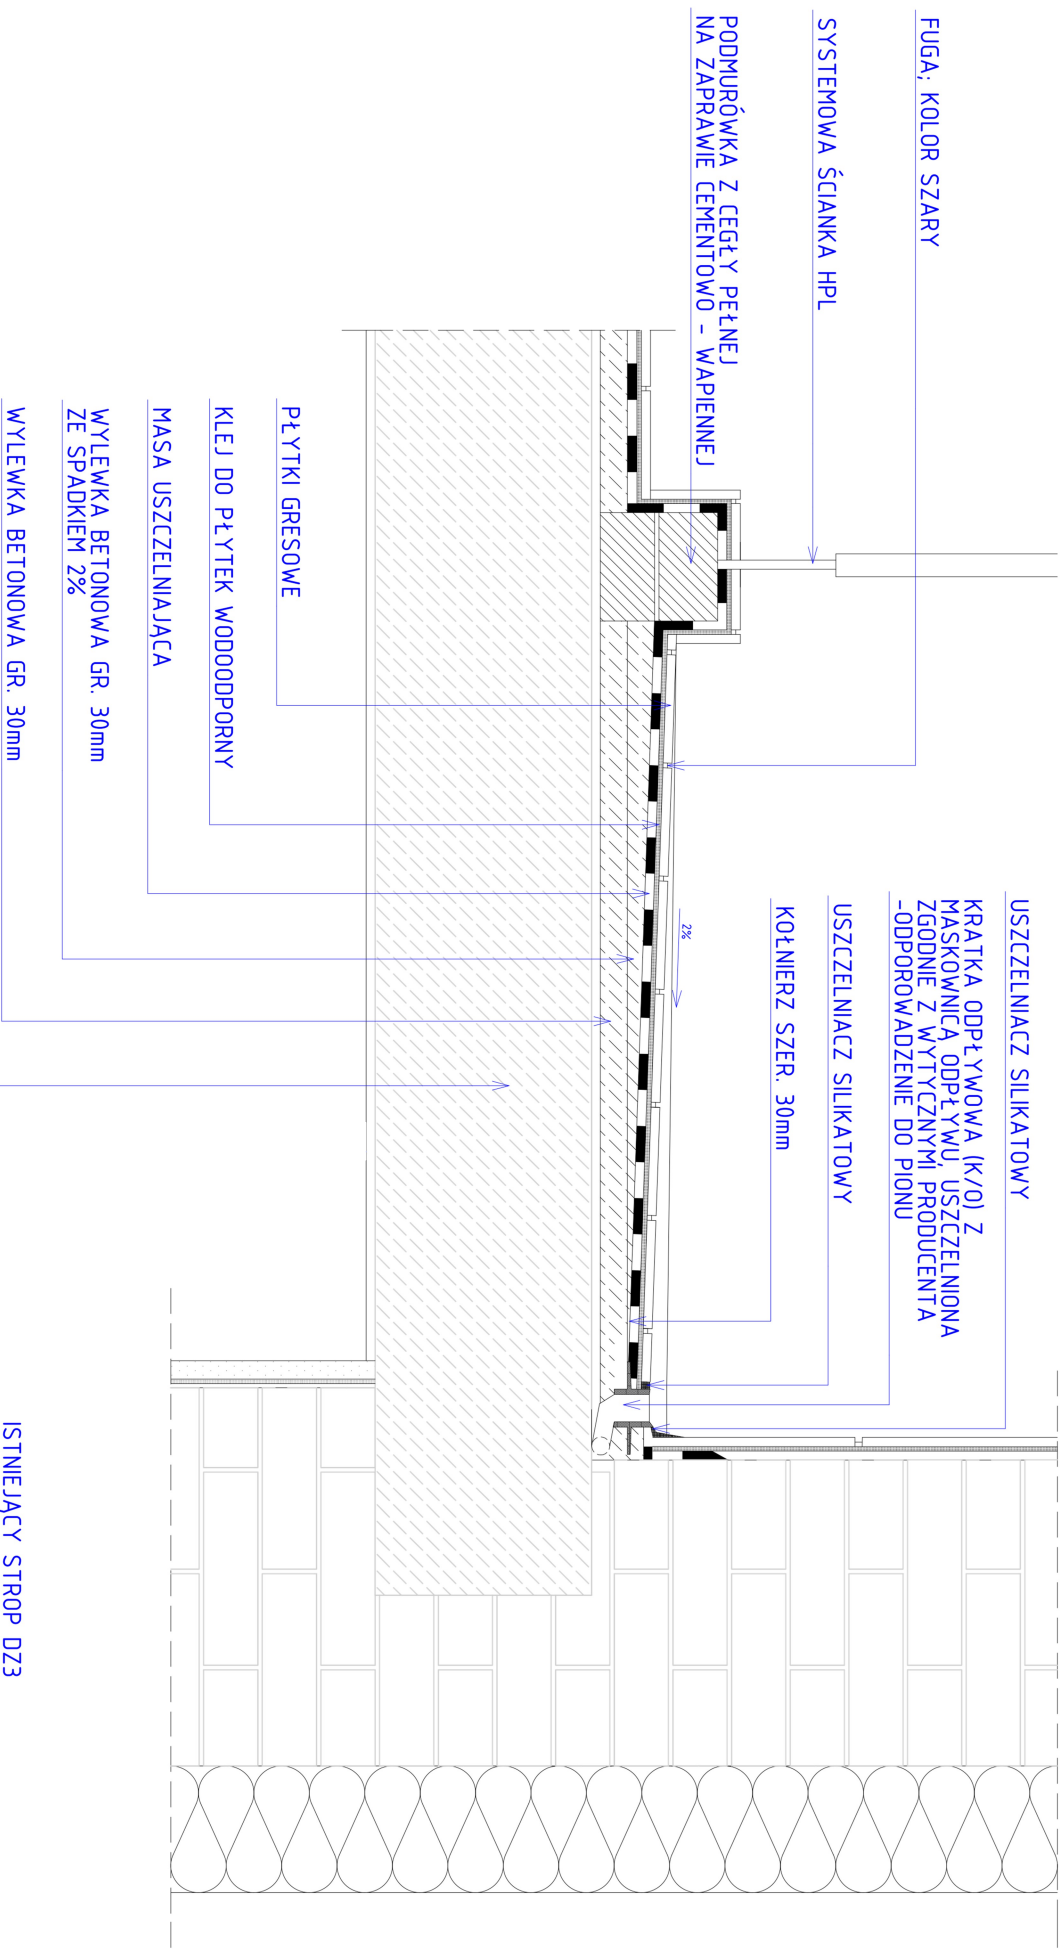 FUGA; KOLOR SZARY
SYSTEMOWA ŚCIANKA HPL
PODMURÓWKA Z CEGŁY PEŁNEJ
NA ZAPRAWIE CEMENTOWO - WAPIENNEJ
USZCZELNIACZ SILIKATOWY
KRATKA ODPŁYWOWA (K/O) Z
MASKOWNICĄ ODPŁYWU, USZCZELNIONA
ZGODNIE Z WYTYCZNYMI PRODUCENTA
-ODPOROWADZENIE DO PIONU
USZCZELNIACZ SILIKATOWY
KOŁNIERZ SZER. 30mm
2%
PŁYTKI GRESOWE
KLEJ DO PŁYTEK WODOODPORNY
MASA USZCZELNIAJĄCA
WYLEWKA BETONOWA GR. 30mm
ZE SPADKIEM 2%
WYLEWKA BETONOWA GR. 30mm
ISTNIEJĄCY STROP DZ3